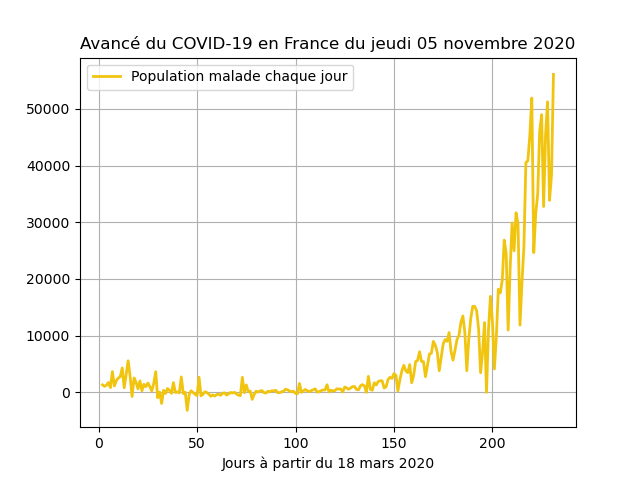 Avancé du COVID-19 en France du jeudi 05 novembre 2020
Population malade chaque jour
50000
40000
30000
20000
10000
0
0 50 100 150 200
Jours à partir du 18 mars 2020